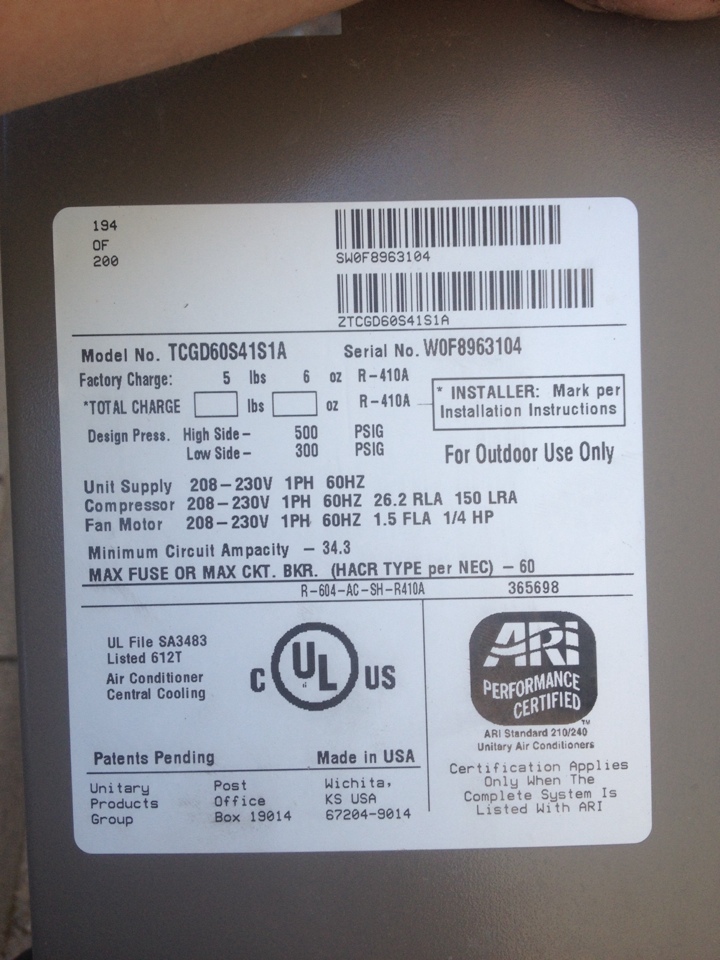 194
OF
200
SW0F8963104
ZTCGD60S41S1A
Model No. TCGD60S41S1A Serial No. W0F8963104
Factory Charge: 5 lbs 6 oz R-410A
*TOTAL CHARGE lbs oz R-410A
* INSTALLER: Mark per
Installation Instructions
Design Press. High Side- 500 PSIG
Low Side- 300 PSIG
For Outdoor Use Only
Unit Supply 208-230V 1PH 60HZ
Compressor 208-230V 1PH 60HZ 26.2 RLA 150 LRA
Fan Motor 208-230V 1PH 60HZ 1.5 FLA 1/4 HP
Minimum Circuit Ampacity - 34.3
MAX FUSE OR MAX CKT. BKR. (HACR TYPE per NEC) - 60
R-604-AC-SH-R410A 365698
UL File SA3483
Listed 612T
Air Conditioner
Central Cooling
C UL US
ARI
PERFORMANCE
CERTIFIED
TM
ARI Standard 210/240
Unitary Air Conditioners
Certification Applies
Only When The
Complete System Is
Listed With ARI
Patents Pending Made in USA
Unitary Post Wichita,
Products Office KS USA
Group Box 19014 67204-9014